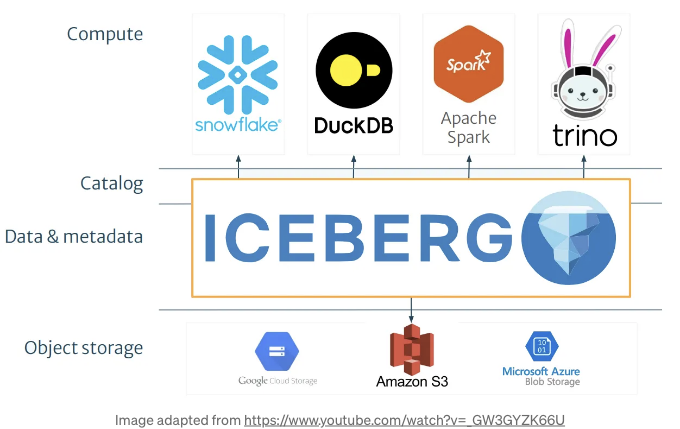 Compute
snowflake®
DuckDB
Spark
Apache
Spark
trino
Catalog
Data & metadata
ICEBERG
Object storage
10
01
Google Cloud Storage
Amazon S3
Microsoft Azure
Blob Storage
Image adapted from https://www.youtube.com/watch?v=_GW3GYZK66U